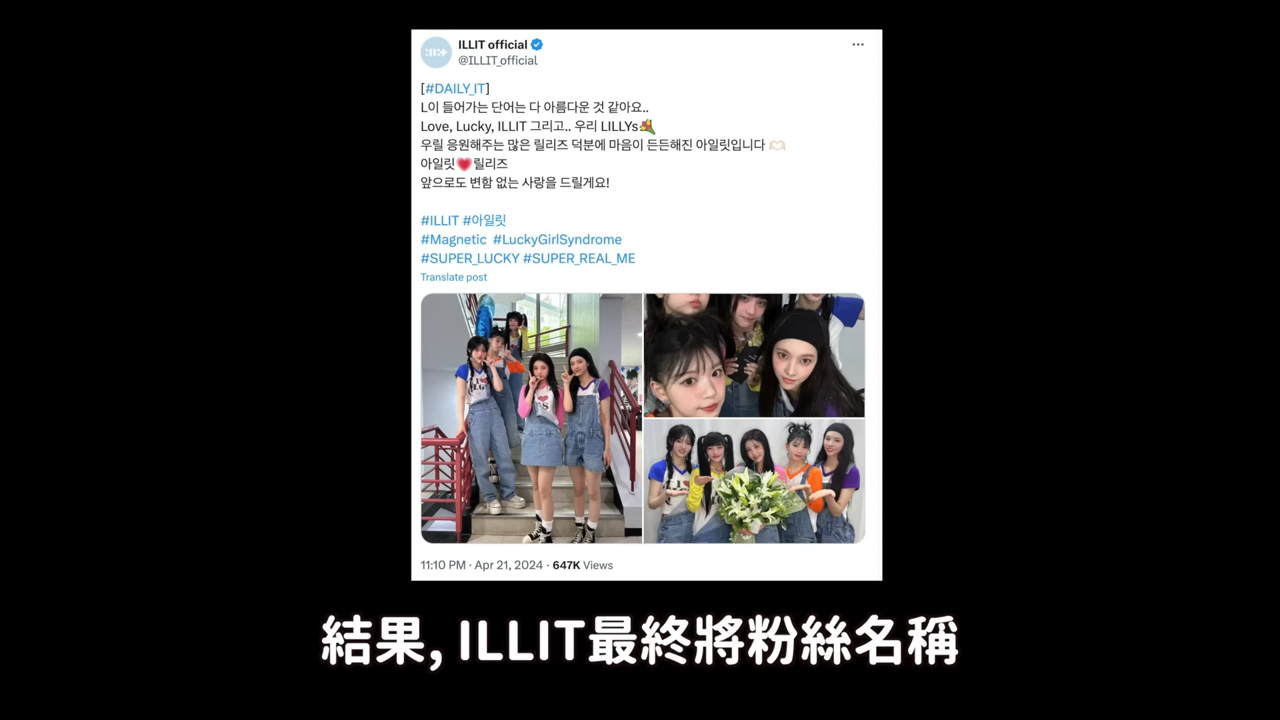 ILLIT official
@ILLIT_official
[#DAILY_IT]
L이 들어가는 단어는 다 아름다운 것 같아요..
Love, Lucky, ILLIT 그리고.. 우리 LILLYs💐
우릴 응원해주는 많은 릴리즈 덕분에 마음이 든든해진 아일릿입니다 🫶🏻
아일릿❤️릴리즈
앞으로도 변함 없는 사랑을 드릴게요!
#ILLIT #아일릿
#Magnetic #LuckyGirlSyndrome
#SUPER_LUCKY #SUPER_REAL_ME
Translate post
11:10 PM · Apr 21, 2024 · 647K Views
結果, ILLIT最終將粉絲名稱